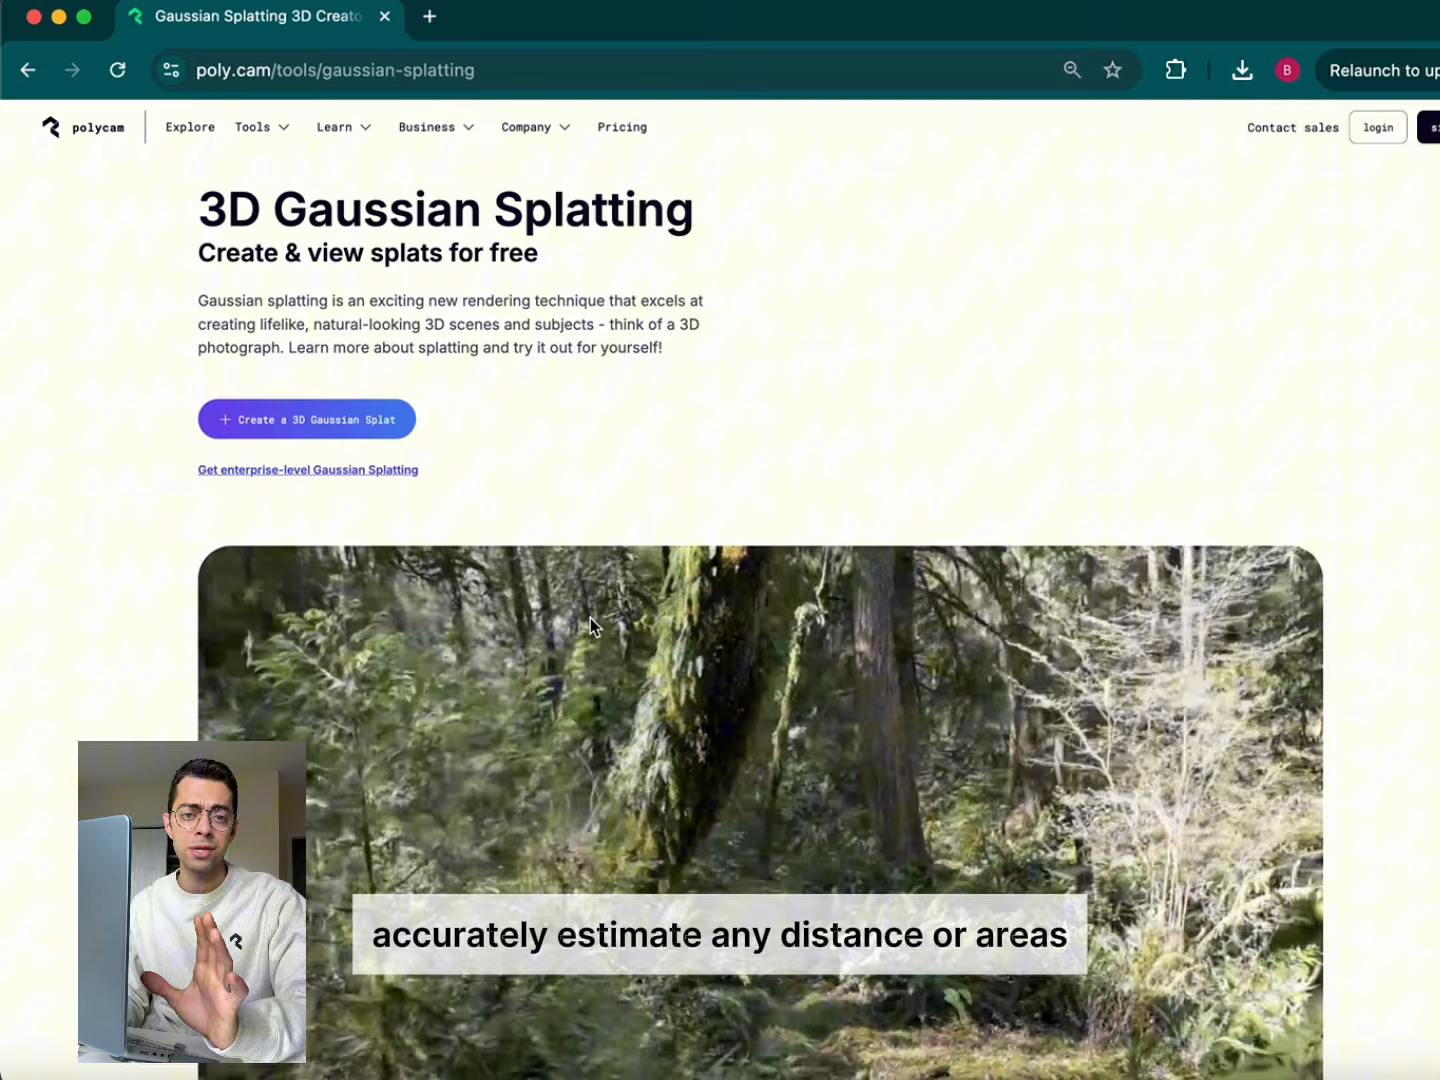 Gaussian Splatting 3D Creato
poly.cam/tools/gaussian-splatting
B
Relaunch to up
polycam
Explore
Tools
Learn
Business
Company
Pricing
Contact sales
login
si
3D Gaussian Splatting
Create & view splats for free
Gaussian splatting is an exciting new rendering technique that excels at
creating lifelike, natural-looking 3D scenes and subjects - think of a 3D
photograph. Learn more about splatting and try it out for yourself!
+ Create a 3D Gaussian Splat
Get enterprise-level Gaussian Splatting
accurately estimate any distance or areas